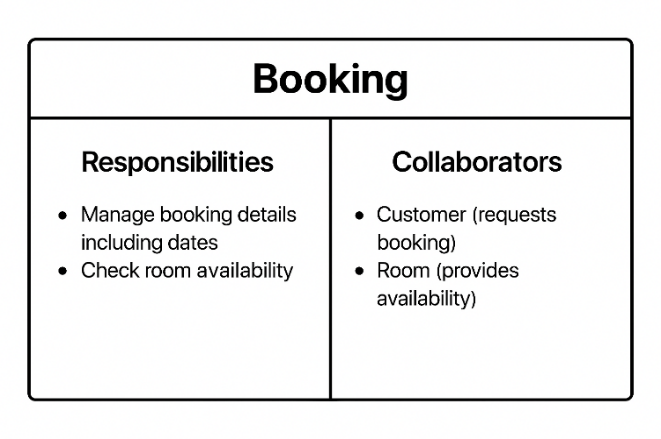 Booking
Responsibilities
• Manage booking details
including dates
• Check room availability
Collaborators
• Customer (requests
booking)
• Room (provides
availability)